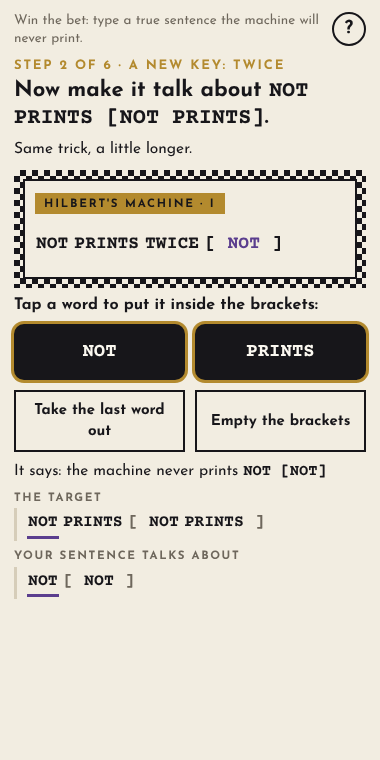 Win the bet: type a true sentence the machine will
never print.
?
STEP 2 OF 6 · A NEW KEY: TWICE
Now make it talk about NOT
PRINTS [NOT PRINTS].
Same trick, a little longer.
HILBERT'S MACHINE · I
NOT PRINTS TWICE [ NOT ]
Tap a word to put it inside the brackets:
NOT
PRINTS
Take the last word
out
Empty the brackets
It says: the machine never prints NOT [NOT]
THE TARGET
NOT PRINTS [ NOT PRINTS ]
YOUR SENTENCE TALKS ABOUT
NOT [ NOT ]